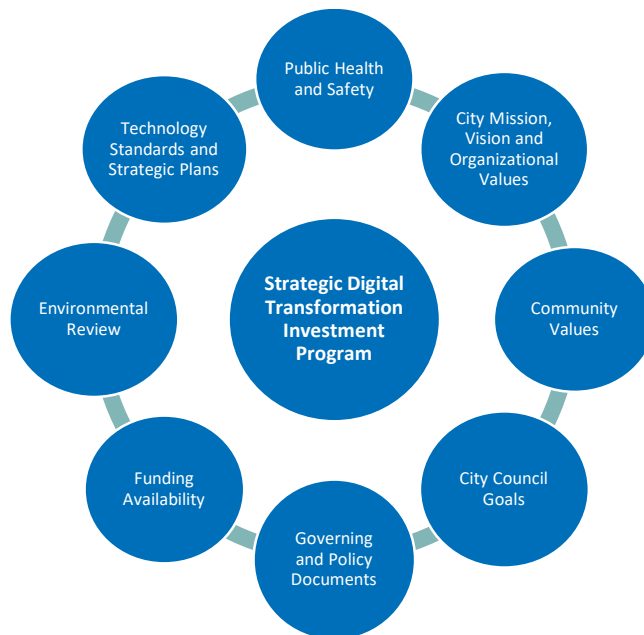 Public Health
and Safety
City Mission,
Vision and
Organizational
Values
Community
Values
City Council
Goals
Governing
and Policy
Documents
Funding
Availability
Environmental
Review
Technology
Standards and
Strategic Plans
Strategic Digital
Transformation
Investment
Program